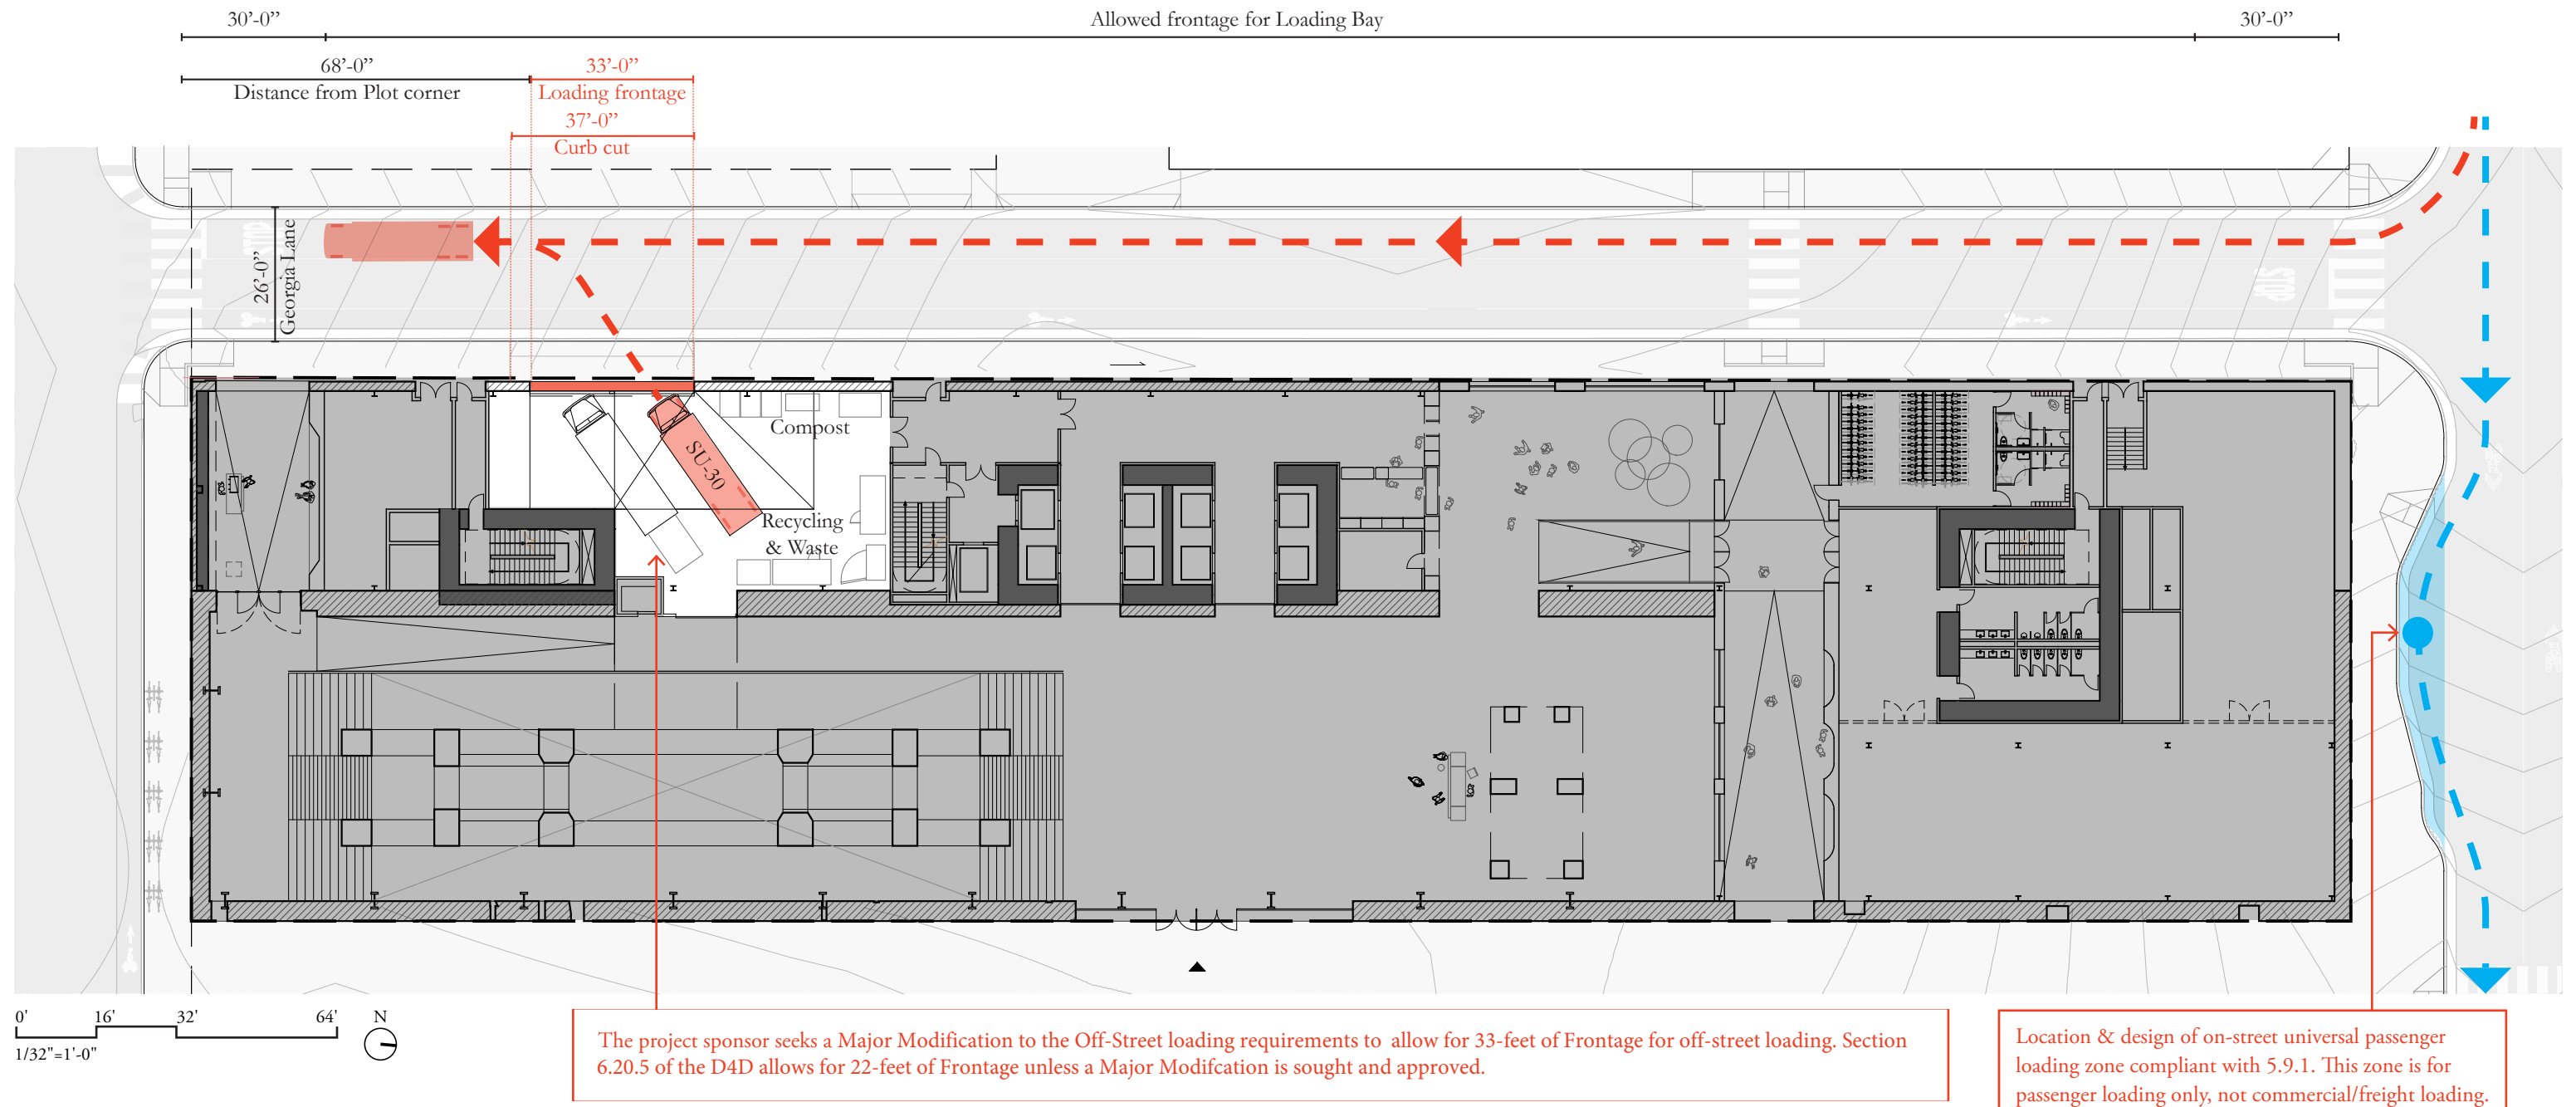 30’-0”
Allowed frontage for Loading Bay
30’-0”
68’-0”
33’-0”
Distance from Plot corner
Loading frontage
37’-0”
Curb cut
STOP
26’-0”
Georgia Lane
STOP
Compost
SU-30
Recycling
& Waste
0'
16'
32'
64'
N
1/32"=1'-0"
The project sponsor seeks a Major Modification to the Off-Street loading requirements to allow for 33-feet of Frontage for off-street loading. Section
6.20.5 of the D4D allows for 22-feet of Frontage unless a Major Modifcation is sought and approved.
Location & design of on-street universal passenger
loading zone compliant with 5.9.1. This zone is for
passenger loading only, not commercial/freight loading.